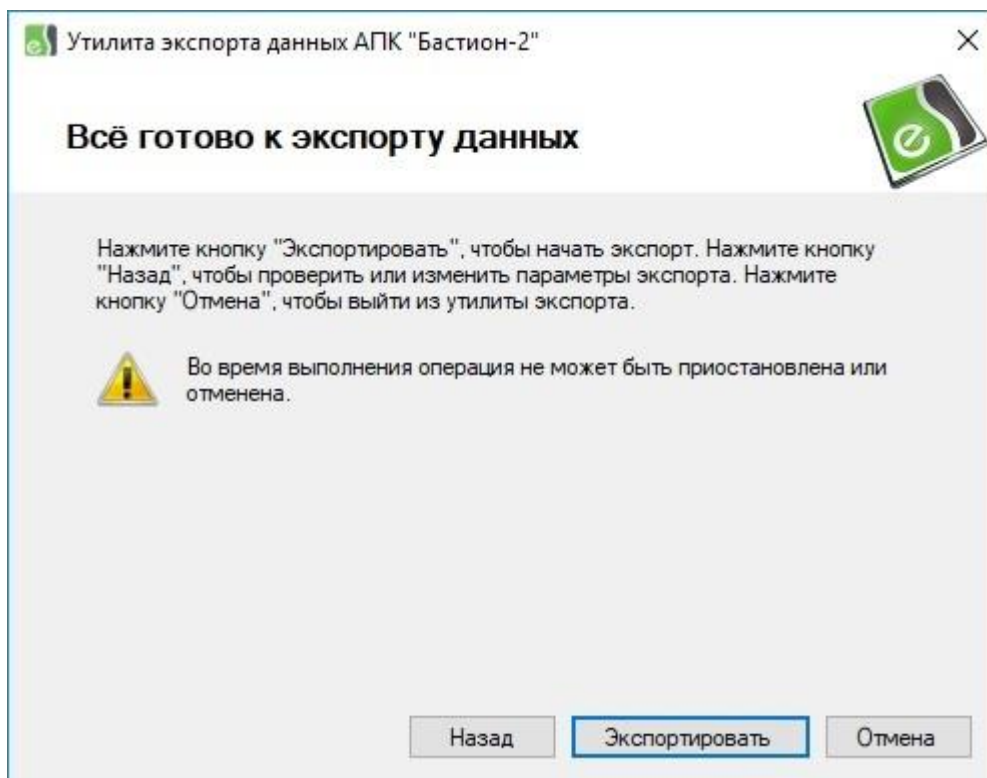 Утилита экспорта данных АПК "Бастион-2"
Всё готово к экспорту данных
Нажмите кнопку "Экспортировать", чтобы начать экспорт. Нажмите кнопку
"Назад", чтобы проверить или изменить параметры экспорта. Нажмите
кнопку "Отмена", чтобы выйти из утилиты экспорта.
Во время выполнения операция не может быть приостановлена или
отменена.
Назад Экспортировать Отмена